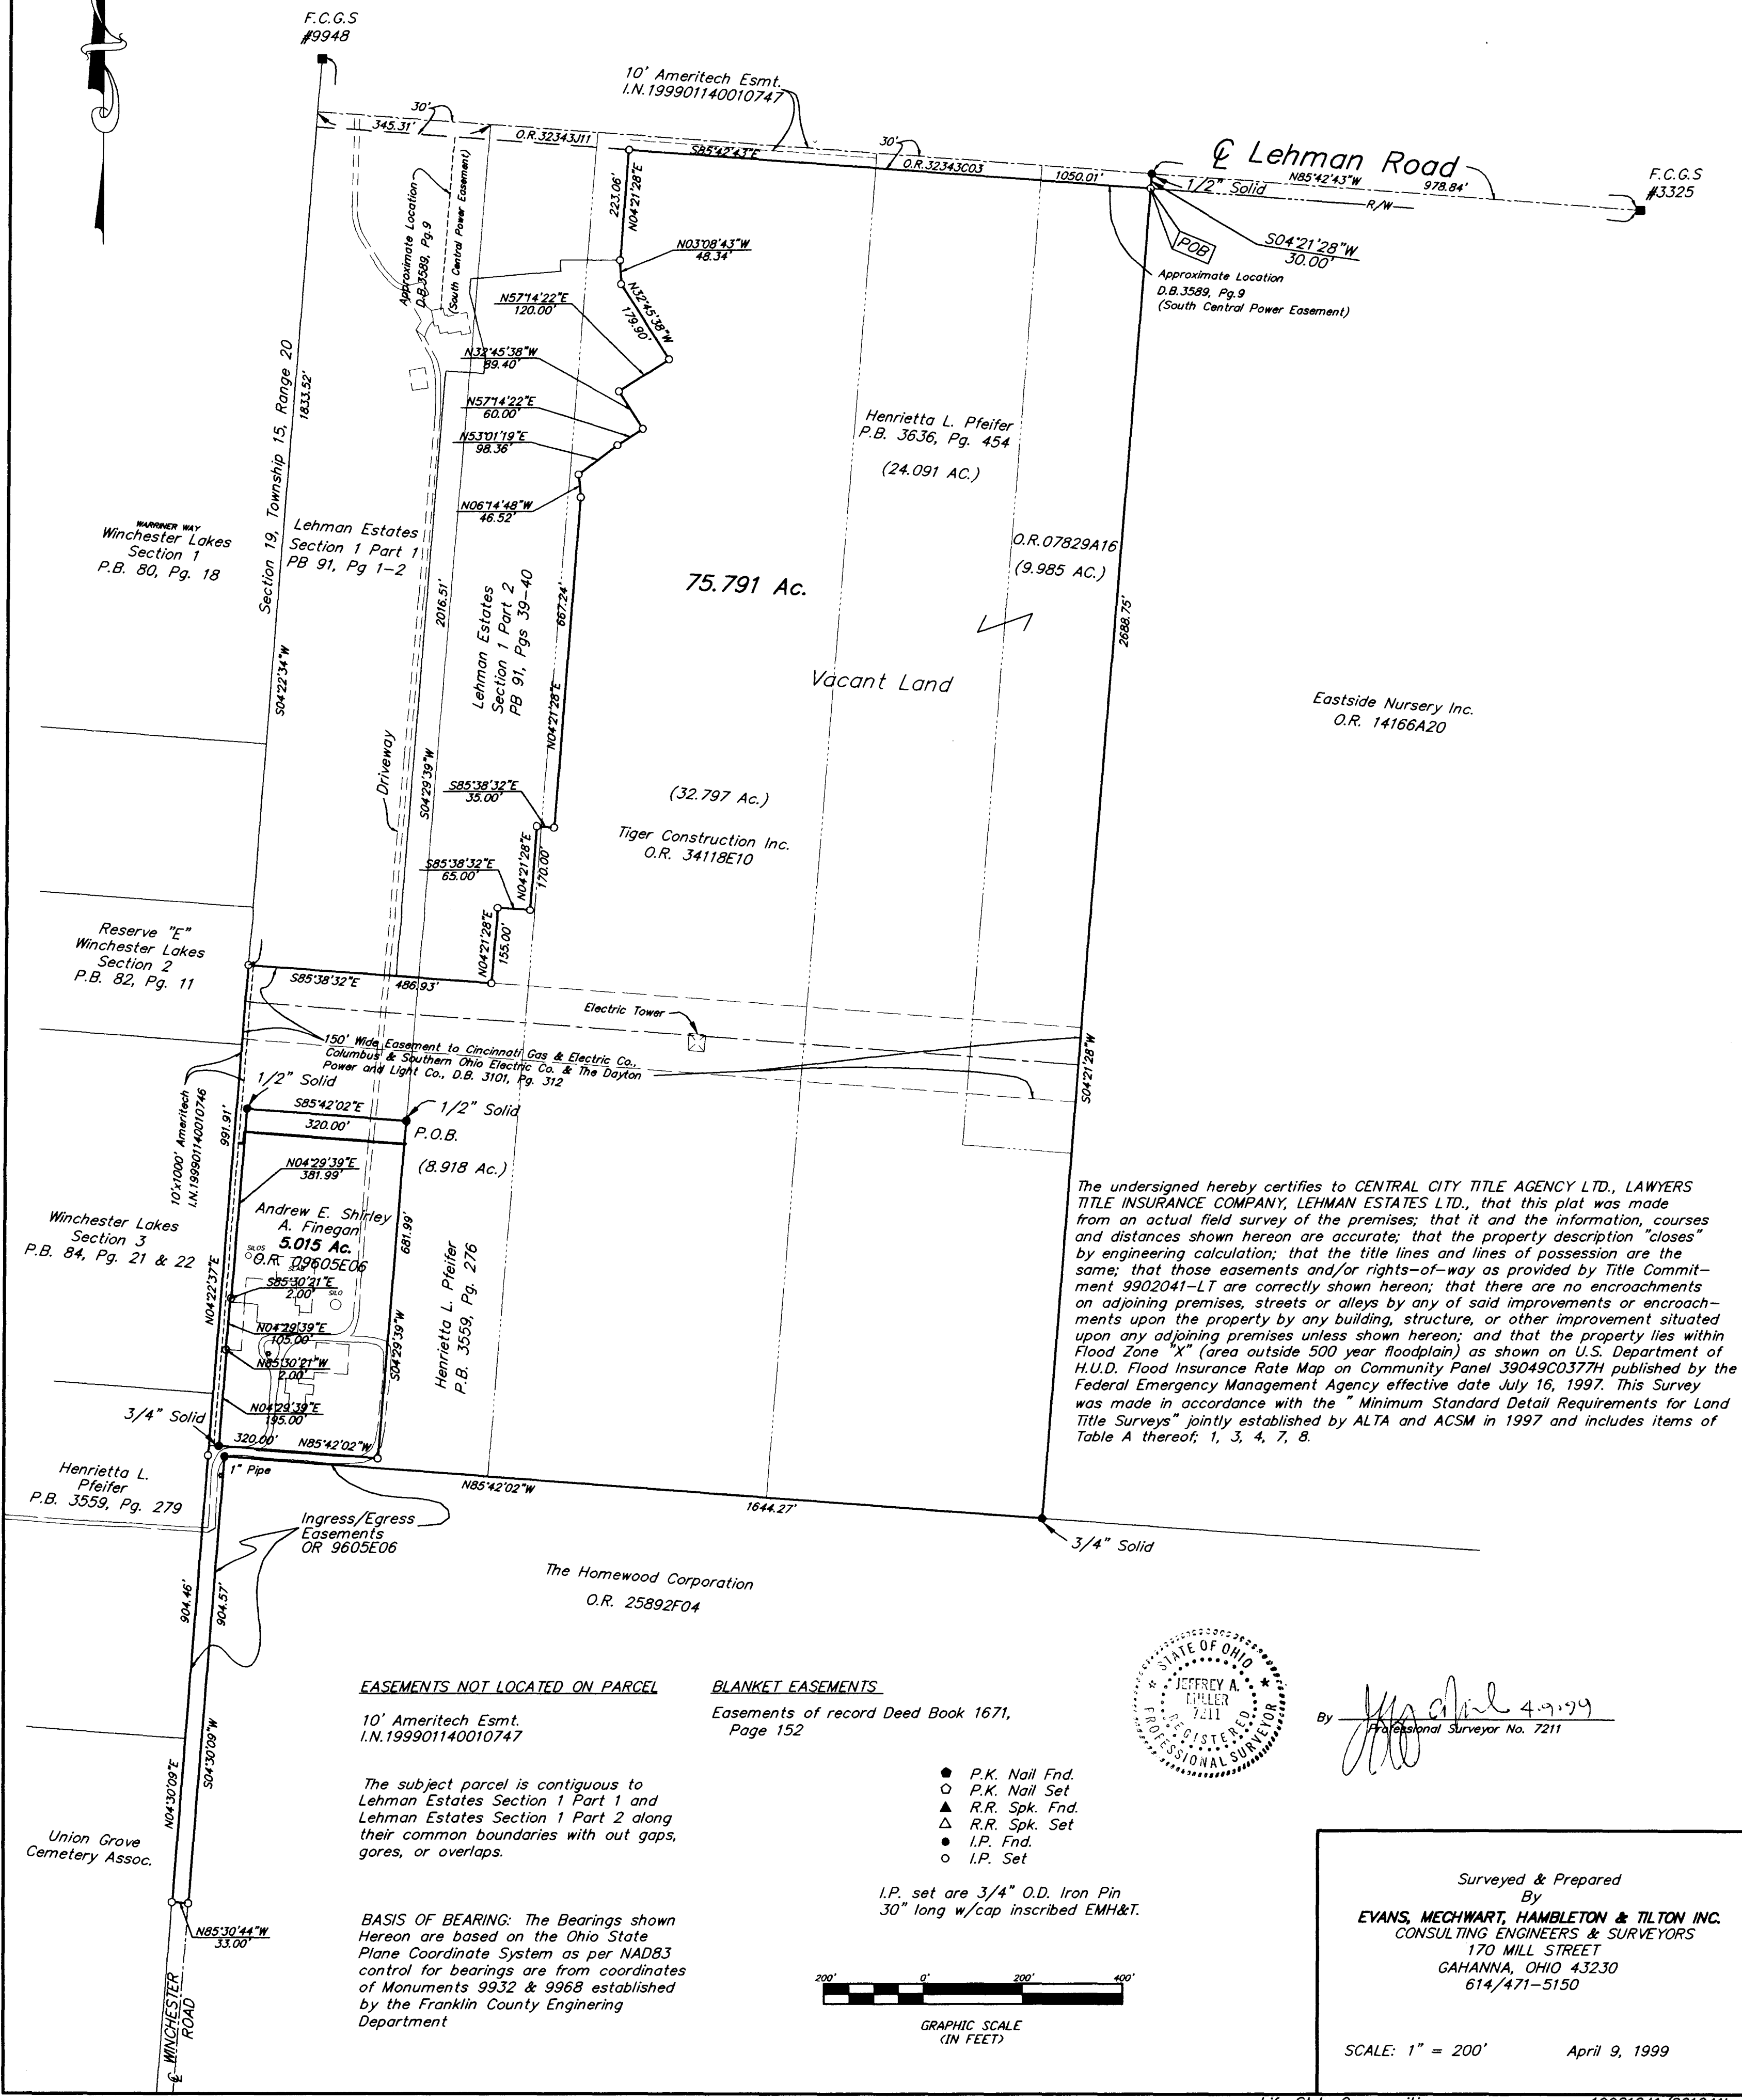 F.C.G.S
#9948
10' Ameritech Esmt.
I.N.199901140010747
30'
345.31'
O.R.32343J11
S85°42'43"E
30'
O.R.32343C03
1050.01'
℄ Lehman Road
1/2" Solid
N85°42'43"W
978.84'
R/W
F.C.G.S
#3325
POB
S04°21'28"W
30.00'
Approximate Location
D.B.3589, Pg.9
(South Central Power Easement)
Approximate Location
D.B.3589, Pg.9
(South Central Power Easement)
223.06'
N04°21'28"E
N03°08'43"W
48.34'
N32°45'38"W
179.90'
N57°14'22"E
120.00'
N32°45'38"W
89.40'
N57°14'22"E
60.00'
N53°01'19"E
98.36'
N06°14'48"W
46.52'
Section 19, Township 15, Range 20
1833.52'
S04°22'34"W
WARRINER WAY
Winchester Lakes
Section 1
P.B. 80, Pg. 18
Lehman Estates
Section 1 Part 1
PB 91, Pg 1-2
2016.51'
S04°29'39"W
Lehman Estates
Section 1 Part 2
PB 91, Pgs 39-40
667.24'
N04°21'28"E
Henrietta L. Pfeifer
P.B. 3636, Pg. 454
(24.091 AC.)
O.R.07829A16
(9.985 AC.)
75.791 Ac.
Vacant Land
2688.75'
S04°21'28"W
Eastside Nursery Inc.
O.R. 14166A20
Driveway
(32.797 Ac.)
Tiger Construction Inc.
O.R. 34118E10
S85°38'32"E
35.00'
N04°21'28"E
170.00'
S85°38'32"E
65.00'
N04°21'28"E
155.00'
Reserve "E"
Winchester Lakes
Section 2
P.B. 82, Pg. 11
S85°38'32"E
486.93'
Electric Tower
150' Wide Easement to Cincinnati Gas & Electric Co.,
Columbus & Southern Ohio Electric Co. & The Dayton
Power and Light Co., D.B. 3101, Pg. 312
1/2" Solid
S85°42'02"E
320.00'
1/2" Solid
P.O.B.
(8.918 Ac.)
10'x1000' Ameritech
I.N.199901140010746
991.91'
N04°22'37"E
N04°29'39"E
381.99'
Winchester Lakes
Section 3
P.B. 84, Pg. 21 & 22
Andrew E. Shirley
A. Finegan
5.015 Ac.
SILOS
O.R. 09605E06
SLAB
S85°30'21"E
2.00'
SILO
N04°29'39"E
105.00'
N85°30'21"W
2.00'
N04°29'39"E
195.00'
681.99'
S04°29'39"W
Henrietta L. Pfeifer
P.B. 3559, Pg. 276
3/4" Solid
320.00'
N85°42'02"W
1" Pipe
N85°42'02"W
1644.27'
3/4" Solid
Henrietta L.
Pfeifer
P.B. 3559, Pg. 279
Ingress/Egress
Easements
OR 9605E06
The Homewood Corporation
O.R. 25892F04
904.46'
904.57'
N04°30'09"E
S04°30'09"W
Union Grove
Cemetery Assoc.
N85°30'44"W
33.00'
℄ WINCHESTER
ROAD
The undersigned hereby certifies to CENTRAL CITY TITLE AGENCY LTD., LAWYERS
TITLE INSURANCE COMPANY, LEHMAN ESTATES LTD., that this plat was made
from an actual field survey of the premises; that it and the information, courses
and distances shown hereon are accurate; that the property description "closes"
by engineering calculation; that the title lines and lines of possession are the
same; that those easements and/or rights-of-way as provided by Title Commit-
ment 9902041-LT are correctly shown hereon; that there are no encroachments
on adjoining premises, streets or alleys by any of said improvements or encroach-
ments upon the property by any building, structure, or other improvement situated
upon any adjoining premises unless shown hereon; and that the property lies within
Flood Zone "X" (area outside 500 year floodplain) as shown on U.S. Department of
H.U.D. Flood Insurance Rate Map on Community Panel 39049C0377H published by the
Federal Emergency Management Agency effective date July 16, 1997. This Survey
was made in accordance with the " Minimum Standard Detail Requirements for Land
Title Surveys" jointly established by ALTA and ACSM in 1997 and includes items of
Table A thereof; 1, 3, 4, 7, 8.
EASEMENTS NOT LOCATED ON PARCEL
10' Ameritech Esmt.
I.N.199901140010747
The subject parcel is contiguous to
Lehman Estates Section 1 Part 1 and
Lehman Estates Section 1 Part 2 along
their common boundaries with out gaps,
gores, or overlaps.
BASIS OF BEARING: The Bearings shown
Hereon are based on the Ohio State
Plane Coordinate System as per NAD83
control for bearings are from coordinates
of Monuments 9932 & 9968 established
by the Franklin County Enginering
Department
BLANKET EASEMENTS
Easements of record Deed Book 1671,
Page 152
P.K. Nail Fnd.
P.K. Nail Set
R.R. Spk. Fnd.
R.R. Spk. Set
I.P. Fnd.
I.P. Set
I.P. set are 3/4" O.D. Iron Pin
30" long w/cap inscribed EMH&T.
200' 0' 200' 400'
GRAPHIC SCALE
(IN FEET)
STATE OF OHIO
JEFFREY A.
MILLER
7211
REGISTERED
PROFESSIONAL SURVEYOR
By
4.9.99
Professional Surveyor No. 7211
Surveyed & Prepared
By
EVANS, MECHWART, HAMBLETON & TILTON INC.
CONSULTING ENGINEERS & SURVEYORS
170 MILL STREET
GAHANNA, OHIO 43230
614/471-5150
SCALE: 1" = 200'
April 9, 1999